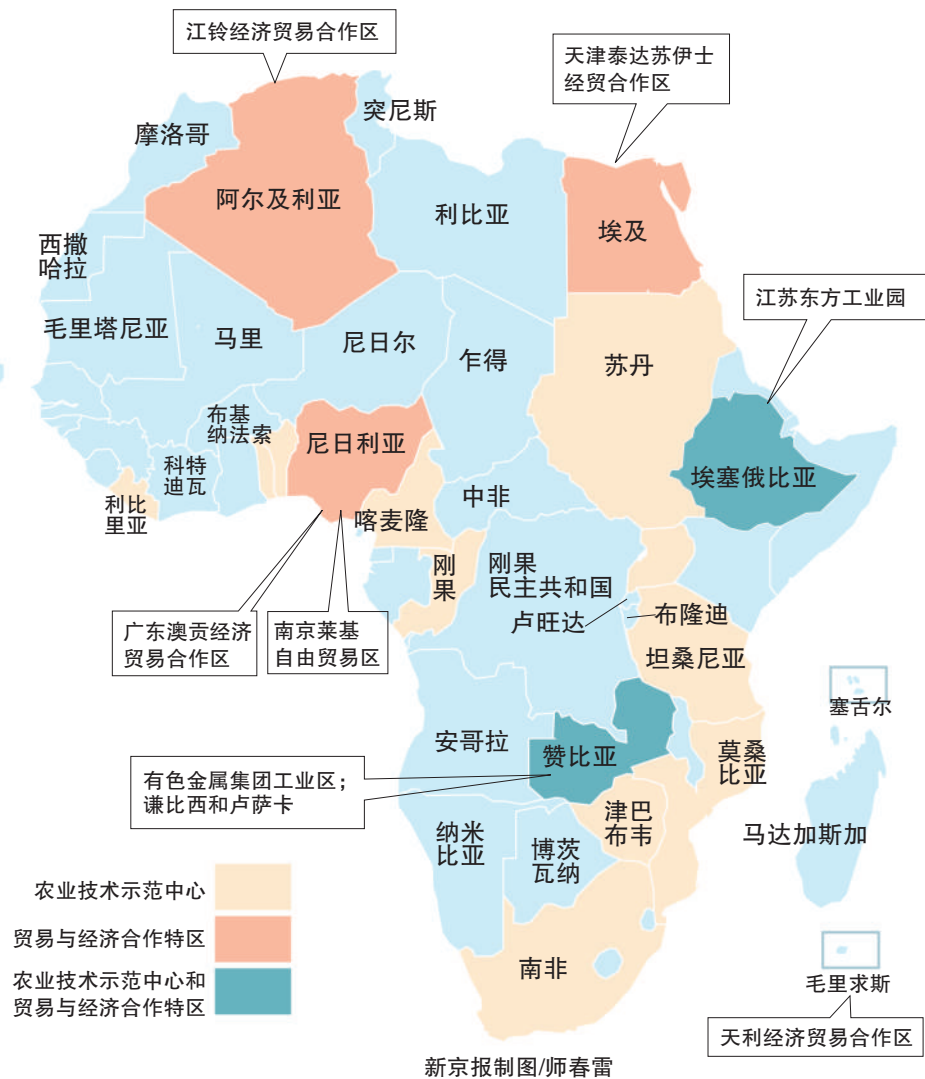 江铃经济贸易合作区
天津泰达苏伊士
经贸合作区
突尼斯
摩洛哥
阿尔及利亚
利比亚
埃及
西撒
哈拉
江苏东方工业园
毛里塔尼亚
马里
尼日尔
乍得
苏丹
布基
纳法索
尼日利亚
科特
迪瓦
埃塞俄比亚
利比
里亚
中非
喀麦隆
刚
果
刚果
民主共和国
卢旺达
布隆迪
广东澳贡经济
贸易合作区
南京莱基
自由贸易区
坦桑尼亚
塞舌尔
安哥拉
赞比亚
莫桑
比亚
有色金属集团工业区；
谦比西和卢萨卡
津巴
布韦
马达加斯加
纳米
比亚
博茨
瓦纳
农业技术示范中心
贸易与经济合作特区
农业技术示范中心和
贸易与经济合作特区
南非
毛里求斯
天利经济贸易合作区
新京报制图/师春雷